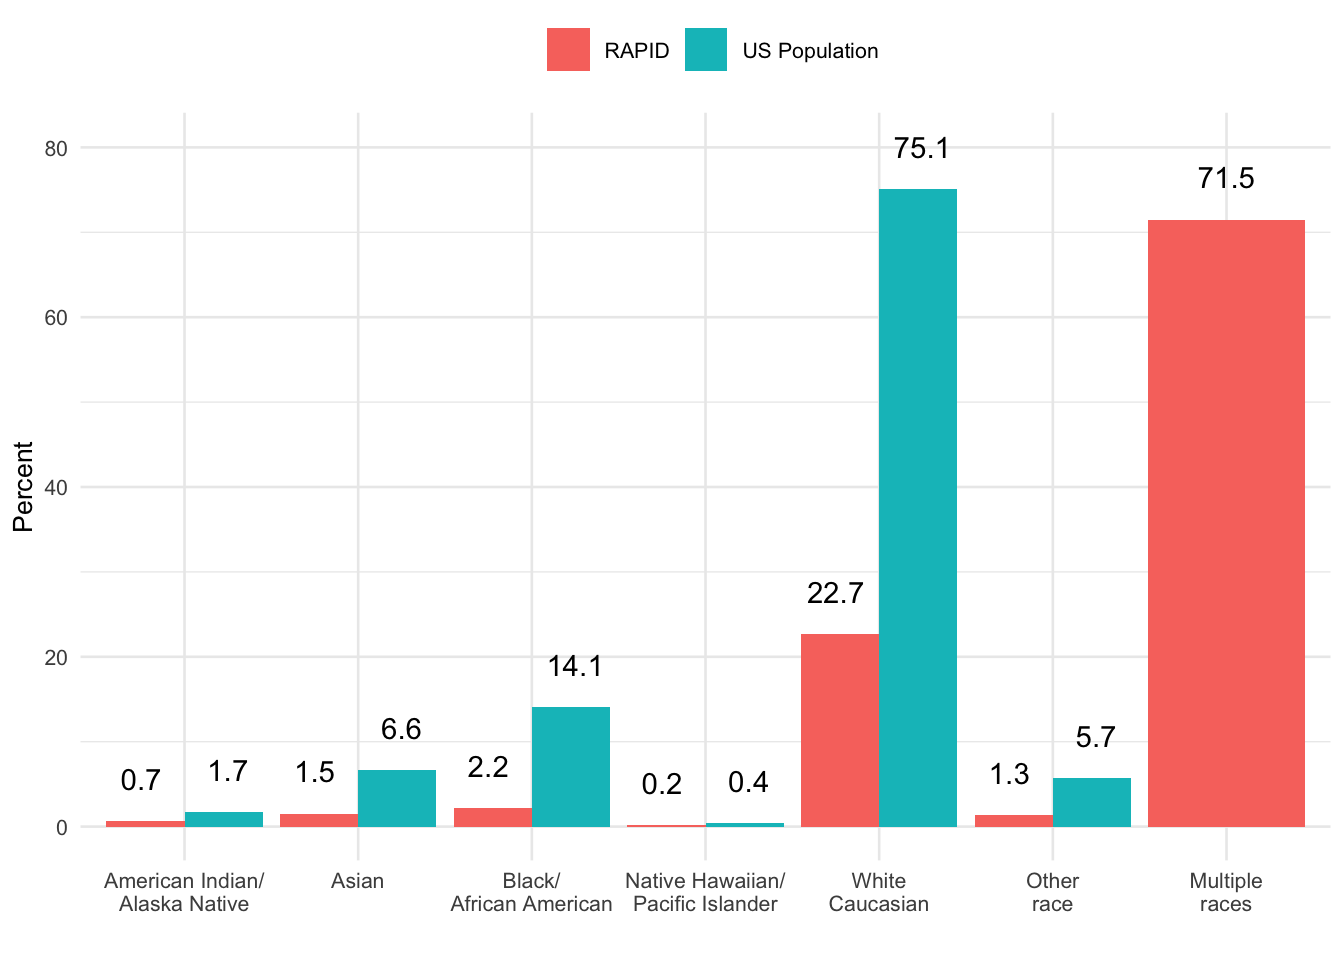 RAPID US Population
80
60
40
20
0
Percent
0.7 1.7 1.5 6.6 2.2 14.1 0.2 0.4 22.7 75.1 1.3 5.7 71.5
American Indian/ Asian Black/ Native Hawaiian/ White Other Multiple
Alaska Native African American Pacific Islander Caucasian race races